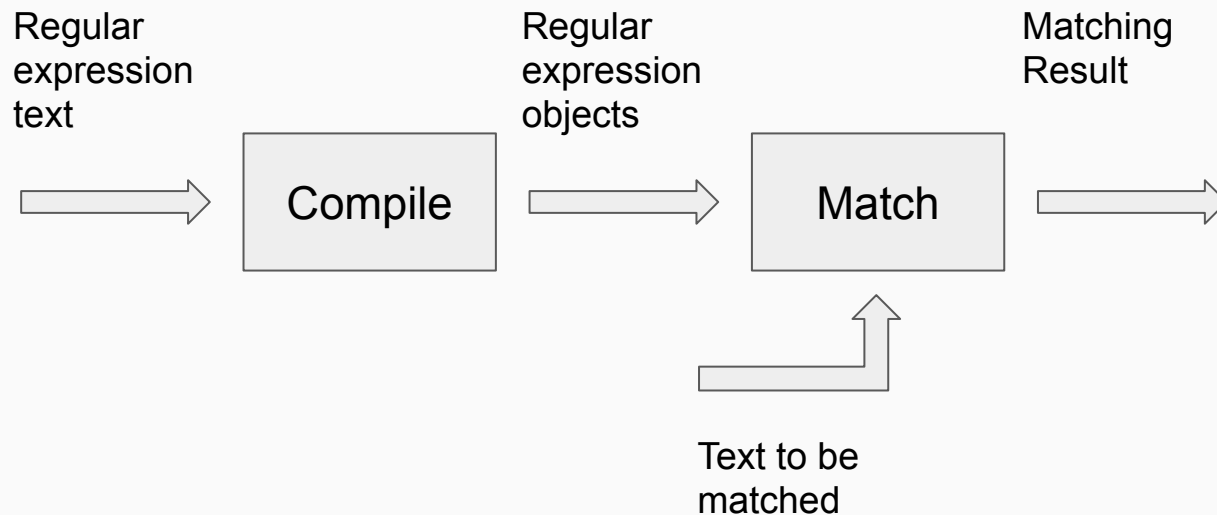 Regular
expression
text
Regular
expression
objects
Matching
Result
Compile
Match
Text to be
matched